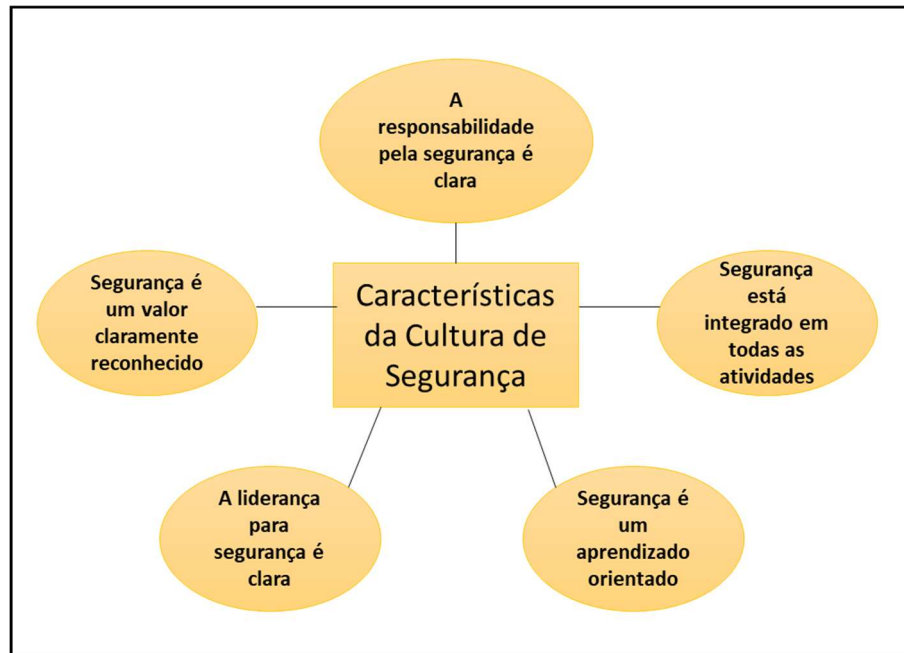 A
responsabilidade
pela segurança é
clara
Segurança é
um valor
claramente
reconhecido
Características
da Cultura de
Segurança
Segurança
está
integrado em
todas as
atividades
A liderança
para
segurança é
clara
Segurança é
um
aprendizado
orientado